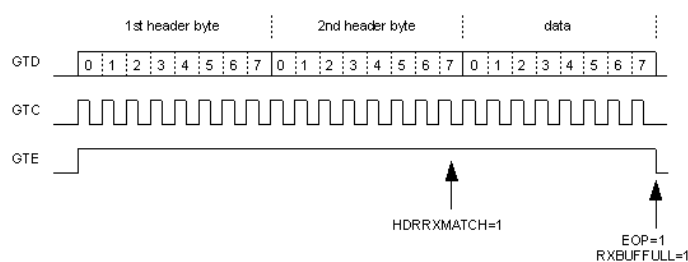 1st header byte 2nd header byte data
GTD 0 1 2 3 4 5 6 7 0 1 2 3 4 5 6 7 0 1 2 3 4 5 6 7
GTC
GTE
HDRRXMATCH=1
EOP=1
RXBUFFULL=1